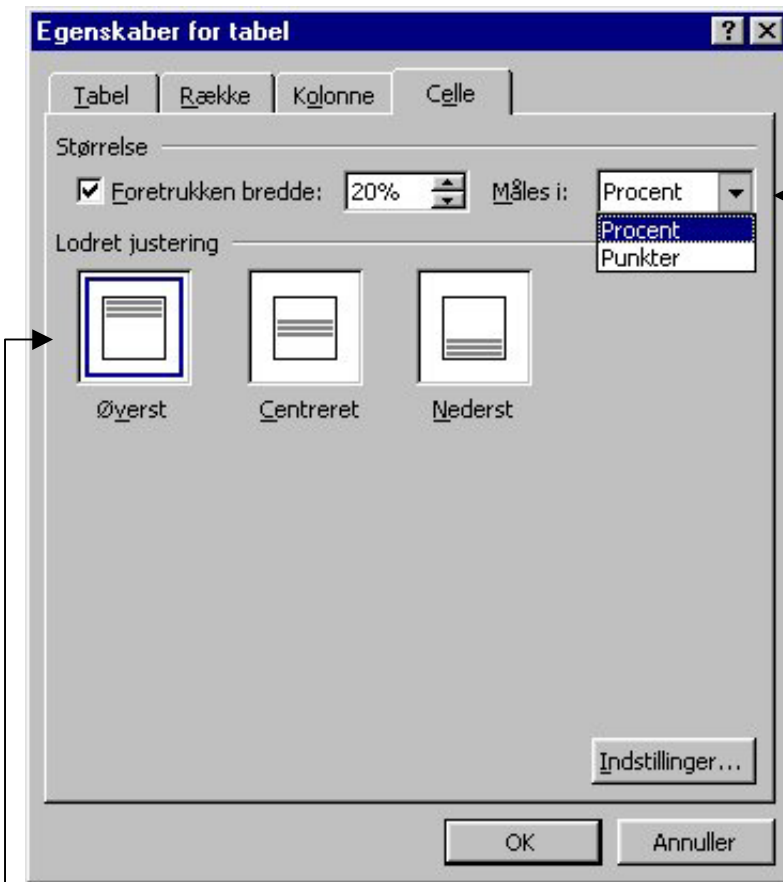 Egenskaber for tabel
Tabel Række Kolonne Celle
Størrelse
Foretrukken bredde: 20% Måles i: Procent
Procent
Punkter
Lodret justering
Øverst Centreret Nederst
Indstillinger...
OK Annuller